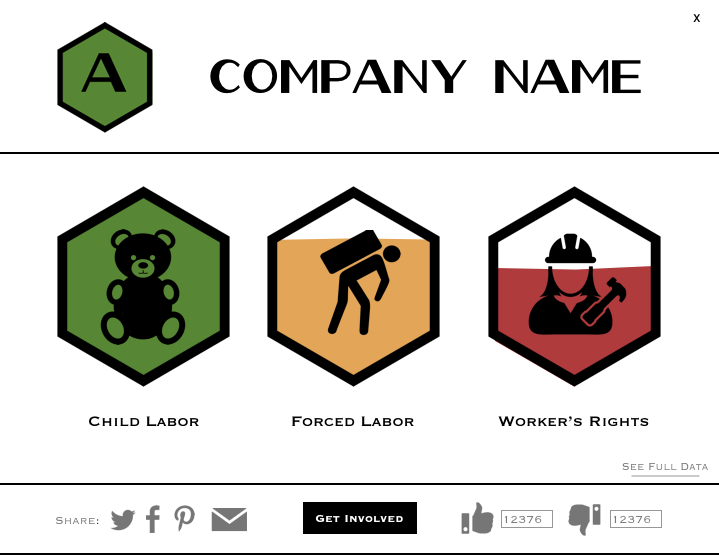 X
A
COMPANY NAME
Child Labor
Forced Labor
Worker's Rights
See Full Data
Share:
Get Involved
12376
12376